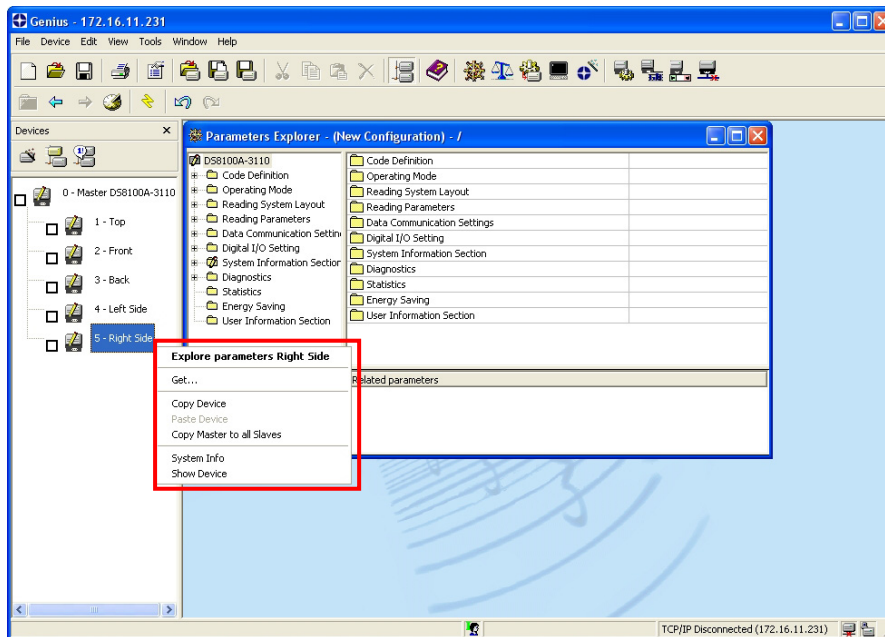 Genius - 172.16.11.231
File Device Edit View Tools Window Help
Devices
0 - Master DS8100A-3110
1 - Top
2 - Front
3 - Back
4 - Left Side
5 - Right Side
Parameters Explorer - (New Configuration) - /
DS8100A-3110
Code Definition
Operating Mode
Reading System Layout
Reading Parameters
Data Communication Settin
Digital I/O Setting
System Information Section
Diagnostics
Statistics
Energy Saving
User Information Section
Code Definition
Operating Mode
Reading System Layout
Reading Parameters
Data Communication Settings
Digital I/O Setting
System Information Section
Diagnostics
Statistics
Energy Saving
User Information Section
Related parameters
Explore parameters Right Side
Get...
Copy Device
Paste Device
Copy Master to all Slaves
System Info
Show Device
TCP/IP Disconnected (172.16.11.231)